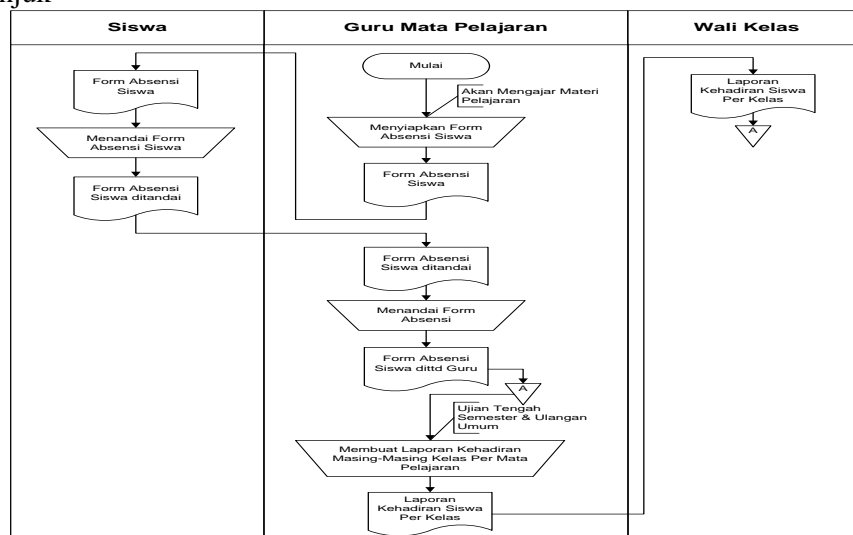 Siswa
Guru Mata Pelajaran
Wali Kelas
Form Absensi
Siswa
Menandai Form
Absensi Siswa
Form Absensi
Siswa ditandai
Mulai
Akan Mengajar Materi
Pelajaran
Menyiapkan Form
Absensi Siswa
Form Absensi
Siswa
Form Absensi
Siswa ditandai
Menandai Form
Absensi
Form Absensi
Siswa dittd Guru
A
Ujian Tengah
Semester & Ulangan
Umum
Membuat Laporan Kehadiran
Masing-Masing Kelas Per Mata
Pelajaran
Laporan
Kehadiran Siswa
Per Kelas
Laporan
Kehadiran Siswa
Per Kelas
A